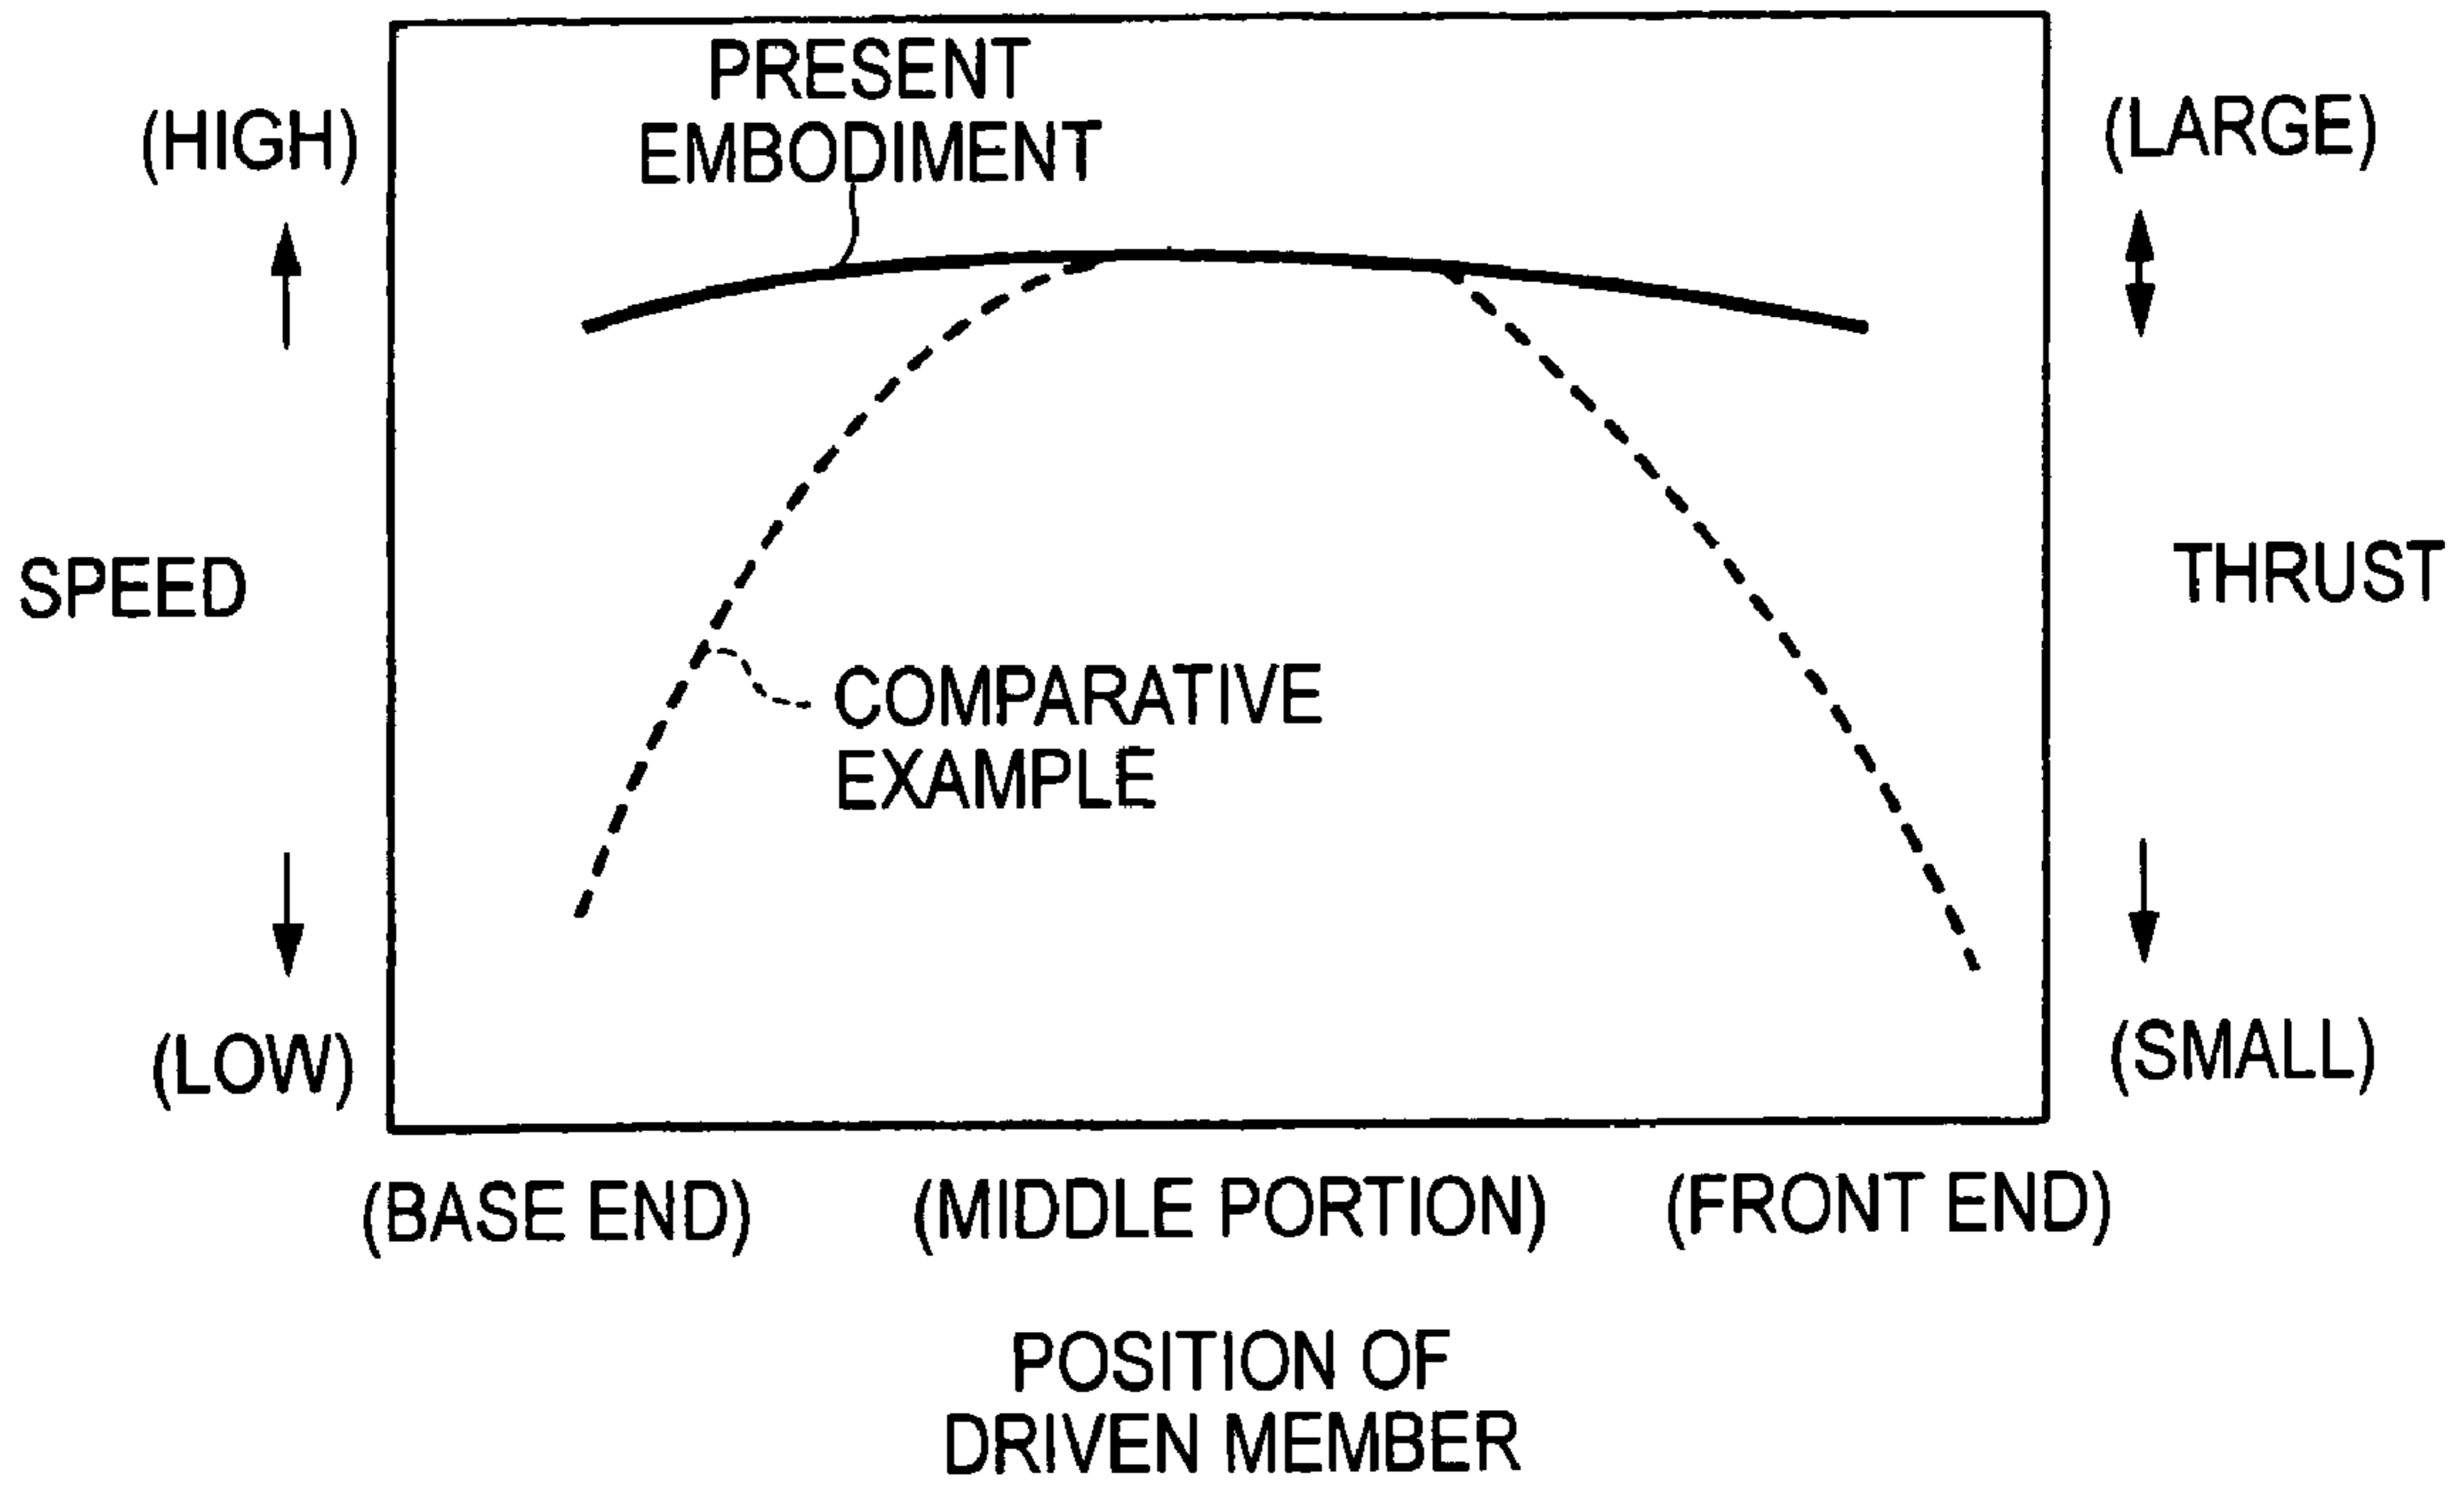 PRESENT
EMBODIMENT
(HIGH)
(LARGE)
SPEED
THRUST
COMPARATIVE
EXAMPLE
(LOW)
(SMALL)
(BASE END)
(MIDDLE PORTION)
(FRONT END)
POSITION OF
DRIVEN MEMBER